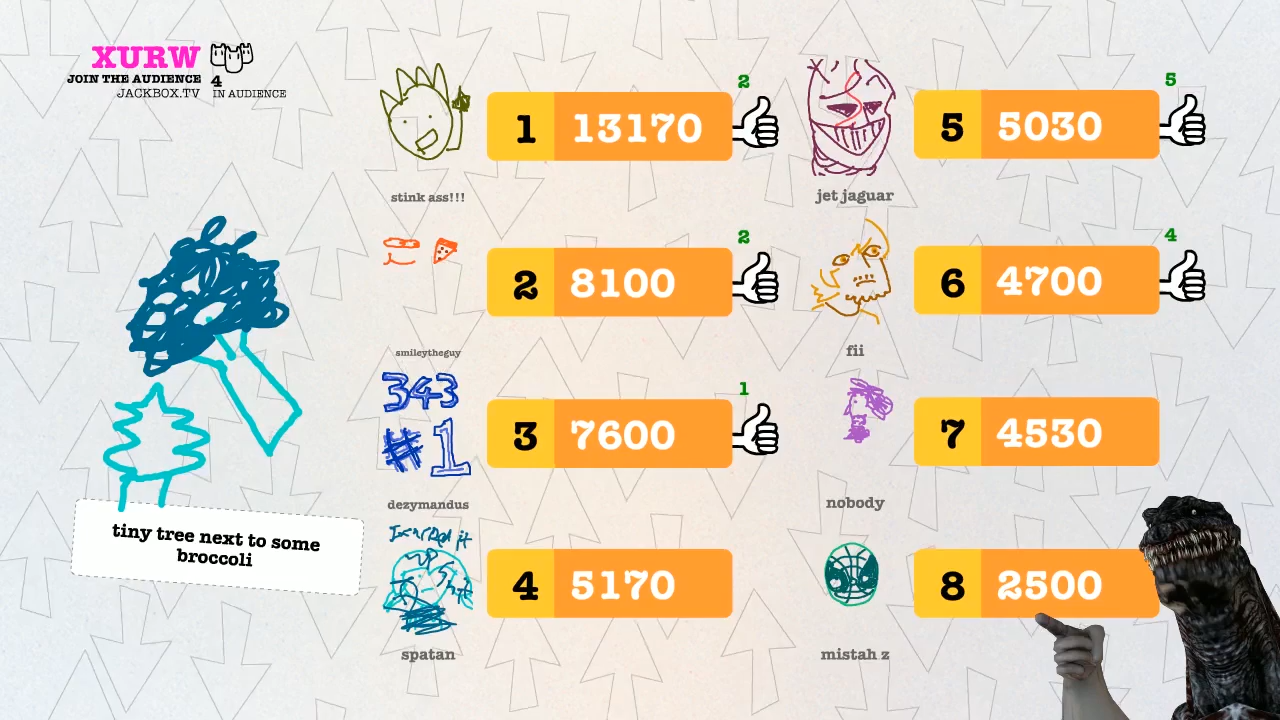 XURW
JOIN THE AUDIENCE
JACKBOX.TV
4
IN AUDIENCE
tiny tree next to some
broccoli
1 13170 2
stink ass!!!
2 8100 2
smileytheguy
343
#1
3 7600 1
dezymandus
4 5170
spatan
5 5030 5
jet jaguar
6 4700 4
fii
7 4530
nobody
8 2500
mistah z